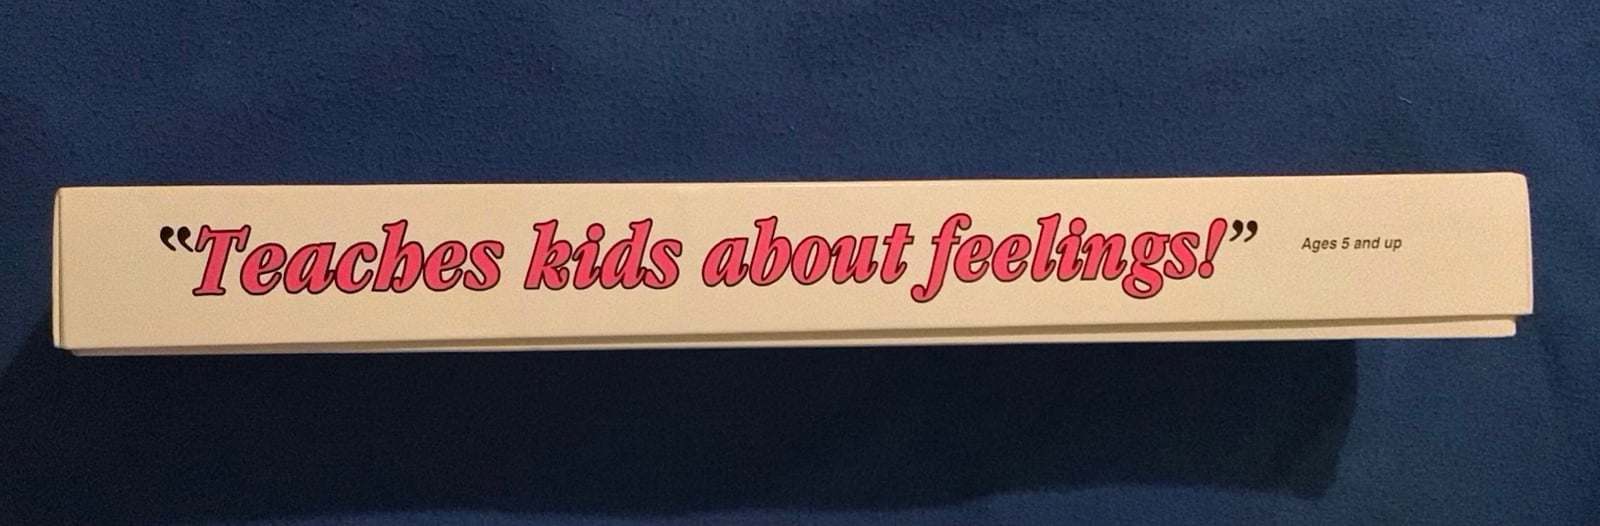 “Teaches kids about feelings!” Ages 5 and up